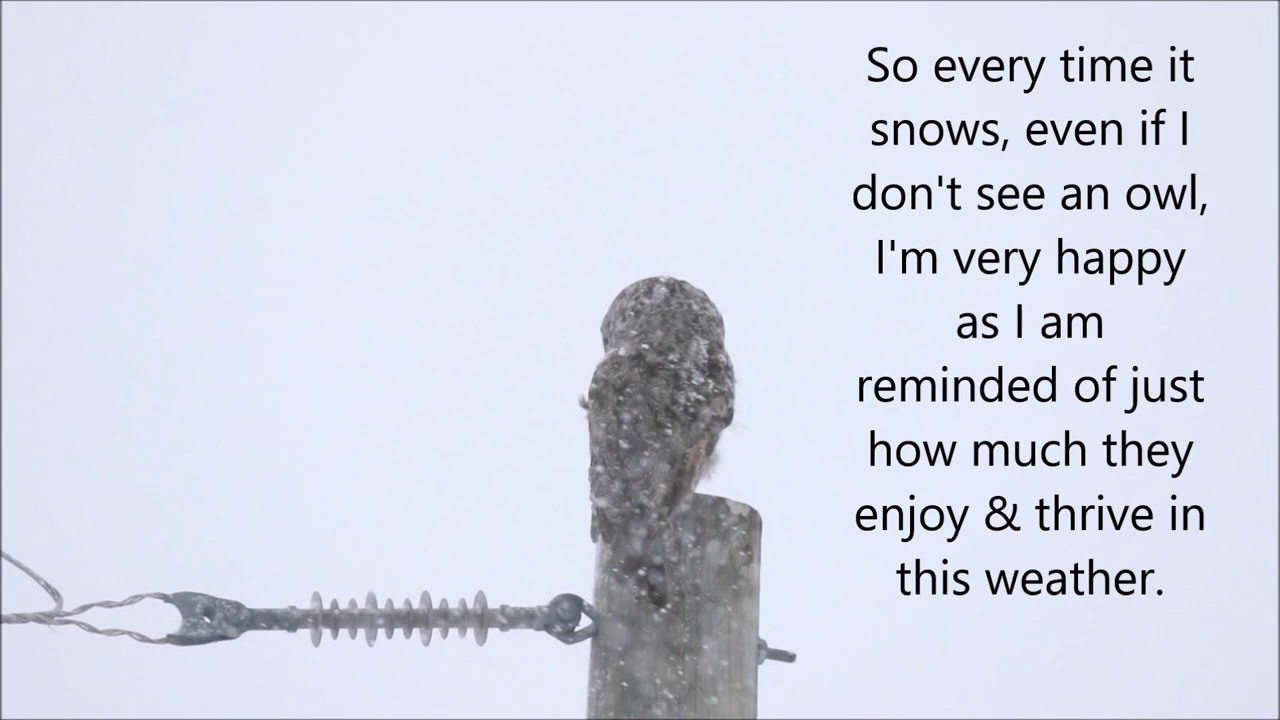 So every time it
snows, even if I
don't see an owl,
I'm very happy
as I am
reminded of just
how much they
enjoy & thrive in
this weather.